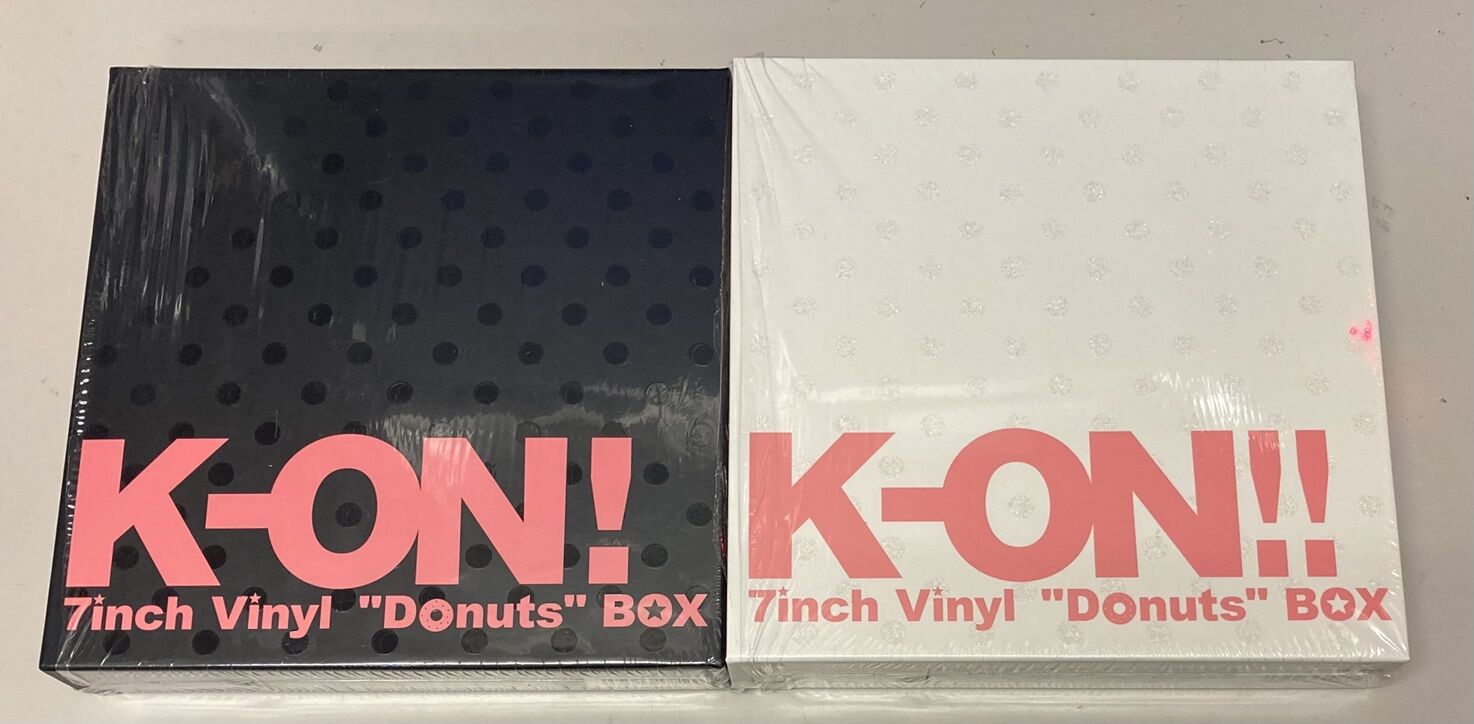 K-ON!
7inch Vinyl "Donuts" BOX
K-ON!!
7inch Vinyl "Donuts" BOX